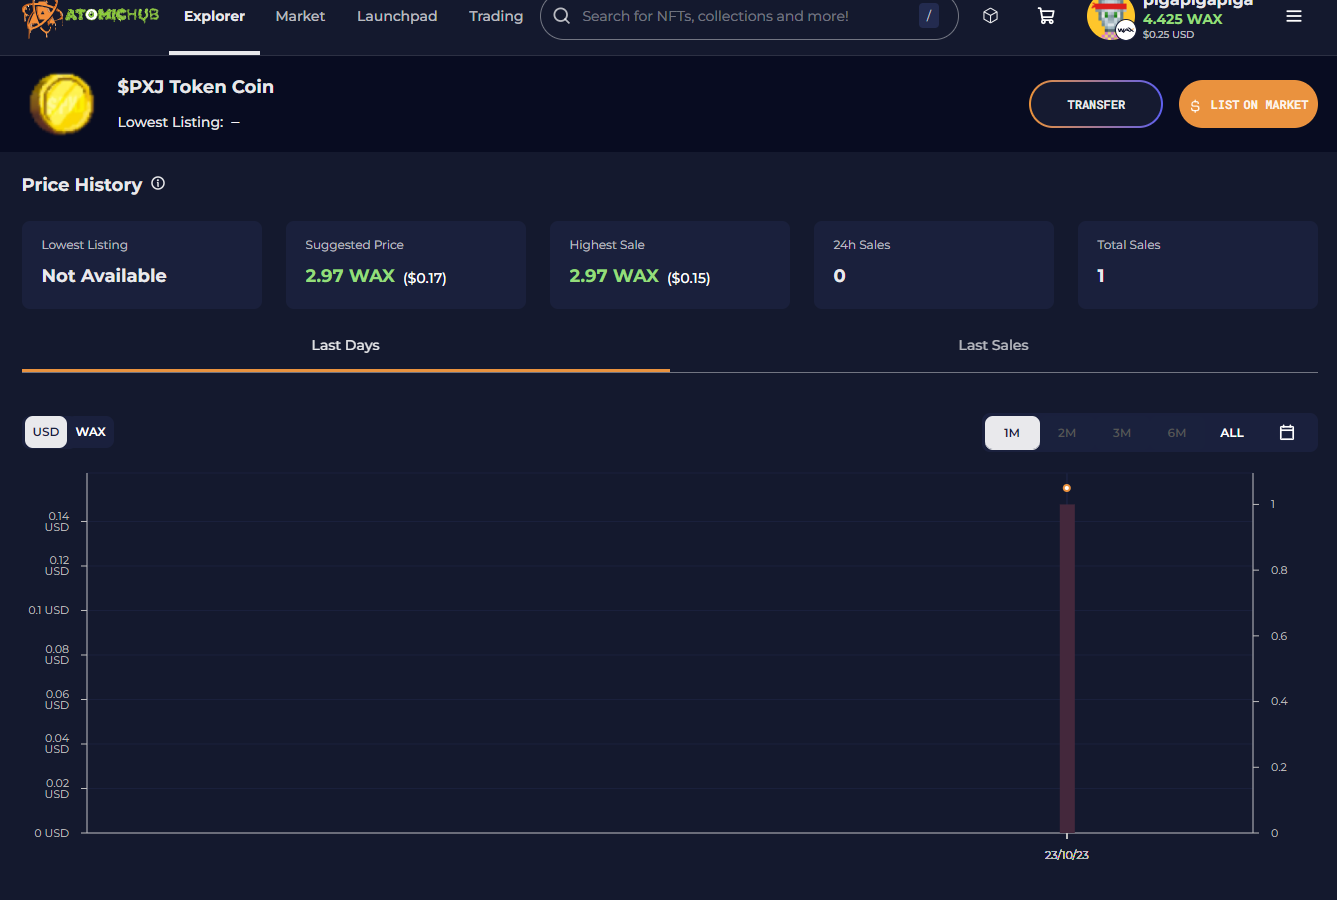 ATOMICHUB
Explorer
Market
Launchpad
Trading
Search for NFTs, collections and more!
/
pigapigapiga
4.425 WAX
$0.25 USD
WAX
$PXJ Token Coin
Lowest Listing: –
TRANSFER
$ LIST ON MARKET
Price History
Lowest Listing
Not Available
Suggested Price
2.97 WAX ($0.17)
Highest Sale
2.97 WAX ($0.15)
24h Sales
0
Total Sales
1
Last Days
Last Sales
USD WAX
1M 2M 3M 6M ALL
0.14
USD
0.12
USD
0.1 USD
0.08
USD
0.06
USD
0.04
USD
0.02
USD
0 USD
1
0.8
0.6
0.4
0.2
0
23/10/23